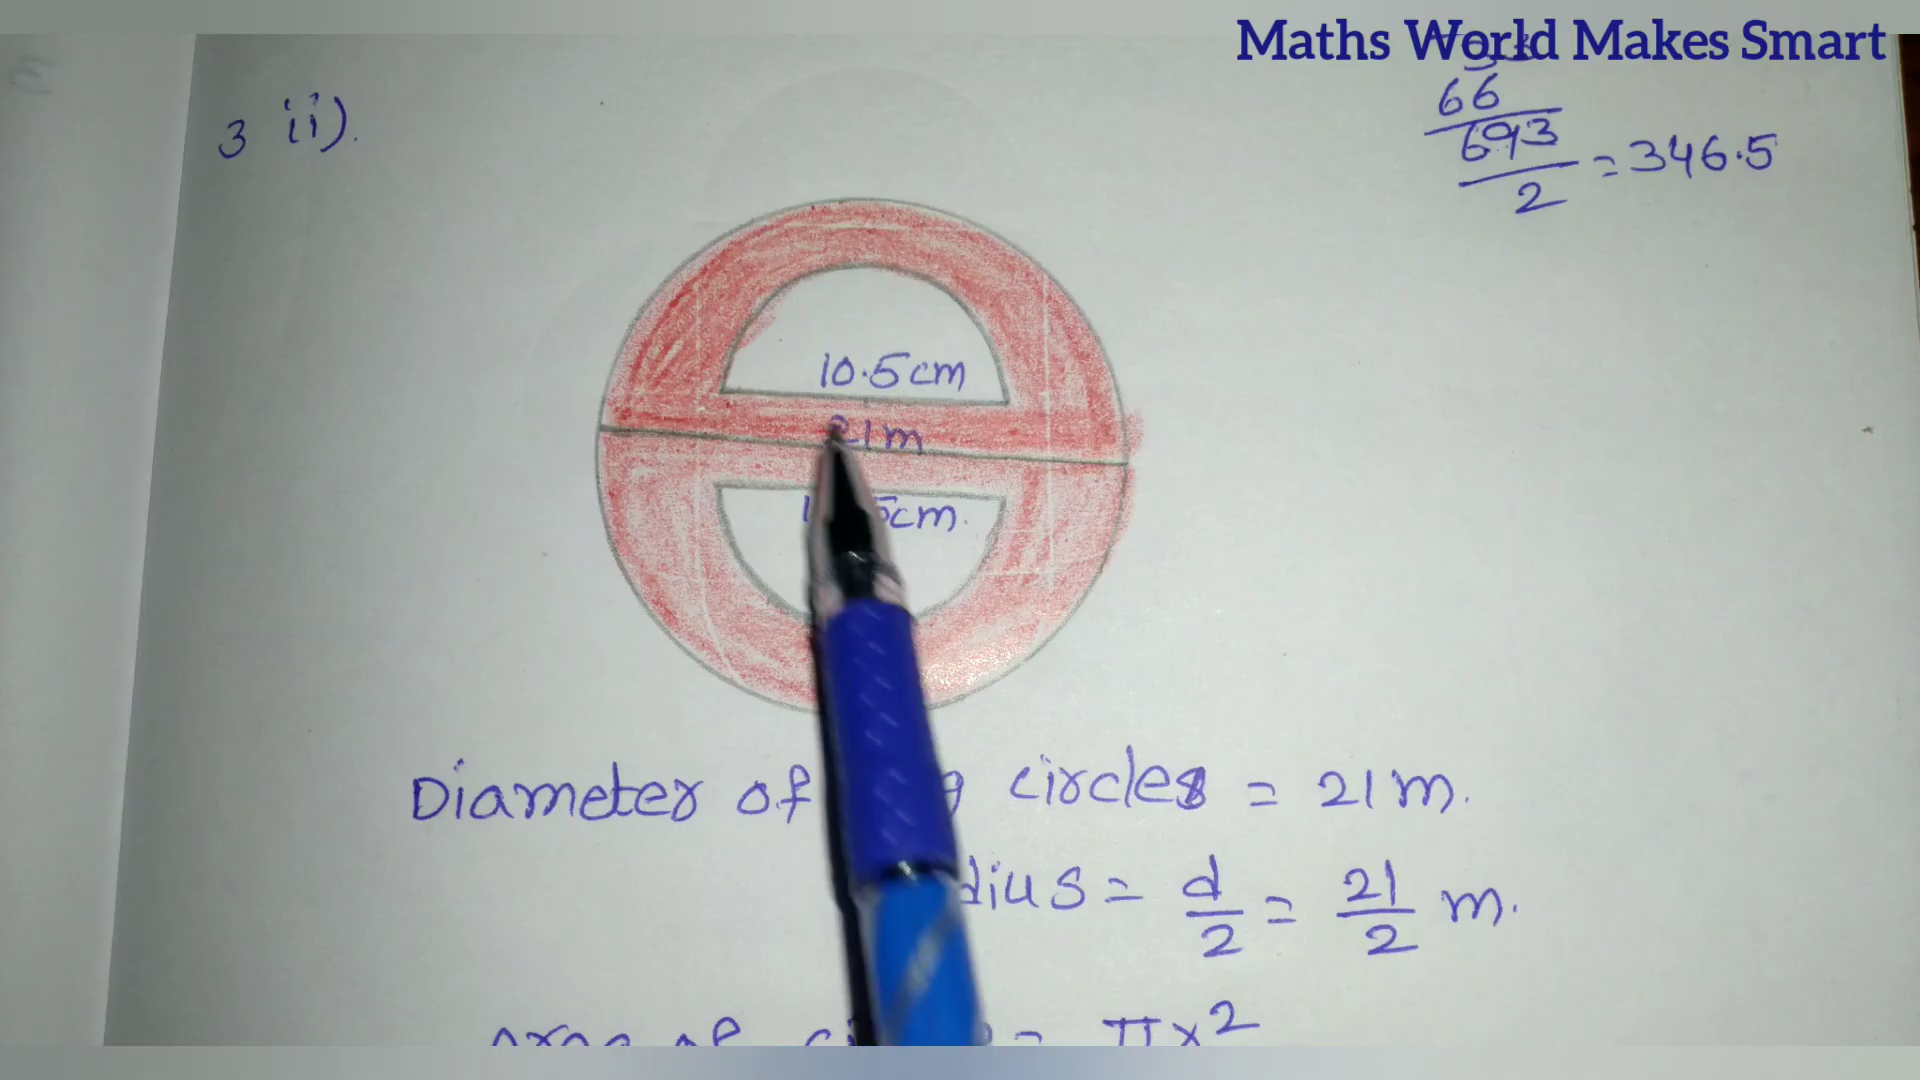 Maths World Makes Smart
66
693
2
= 346.5
3 ii).
10.5cm
21m
cm.
Diameter of circles = 21 m.
= d/2 = 21/2 m.
= πr²